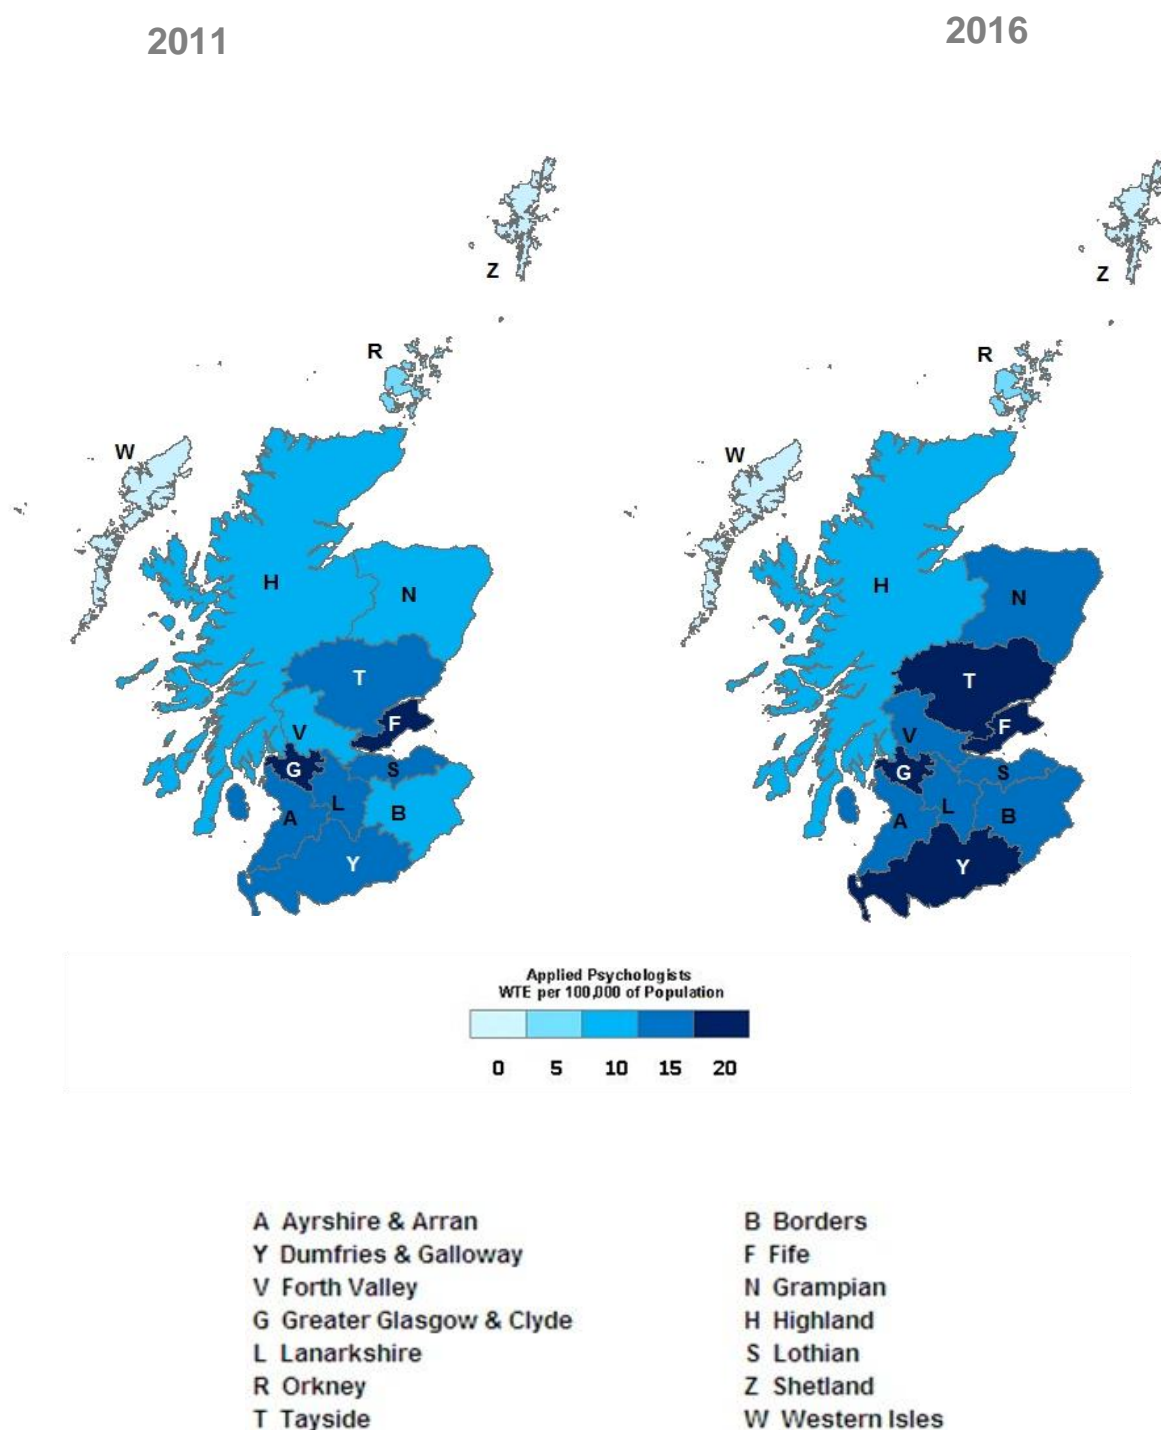 2011
2016
Z
Z
R
R
W
W
H
N
H
N
T
T
F
F
V
V
G
G
S
S
L
L
A
B
A
B
Y
Y
Applied Psychologists
WTE per 100,000 of Population
0 5 10 15 20
A Ayrshire & Arran
B Borders
Y Dumfries & Galloway
F Fife
V Forth Valley
N Grampian
G Greater Glasgow & Clyde
H Highland
L Lanarkshire
S Lothian
R Orkney
Z Shetland
T Tayside
W Western Isles